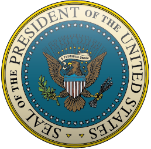 SEAL OF THE PRESIDENT OF THE UNITED STATES